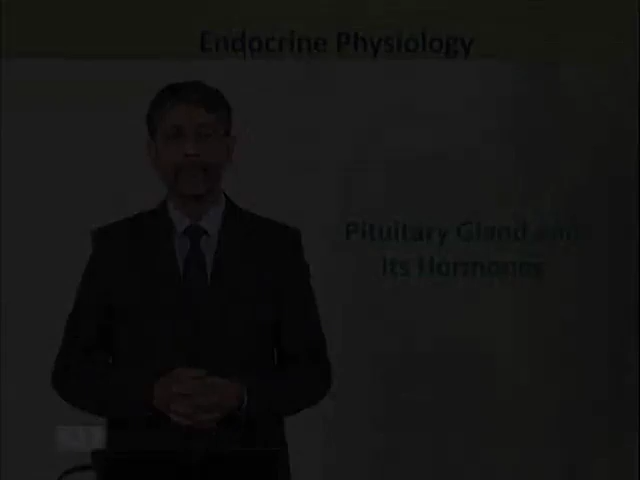 Endocrine Physiology
Pituitary Gland and
Its Hormones